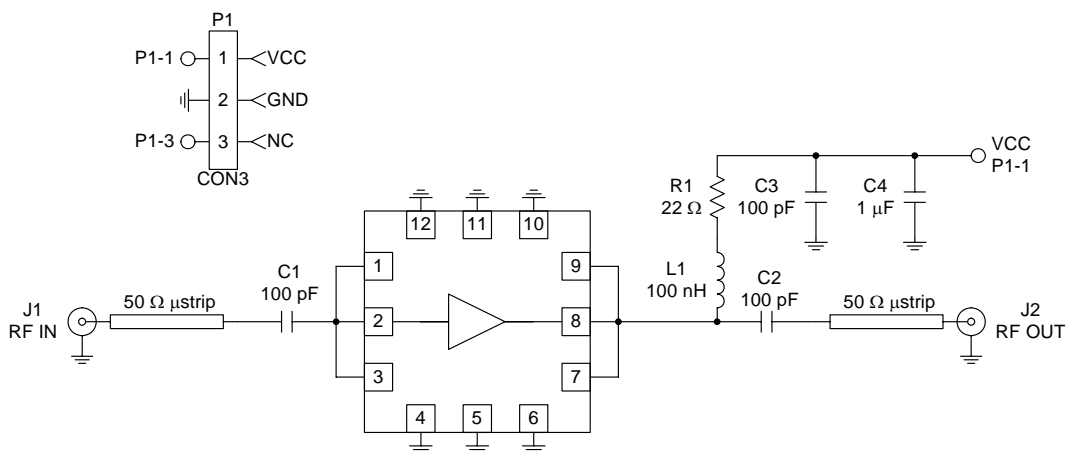 P1
P1-1
1
VCC
2
GND
P1-3
3
NC
CON3
VCC
P1-1
R1
22 Ω
C3
100 pF
C4
1 μF
12
11
10
1
9
L1
100 nH
C1
100 pF
C2
100 pF
J1
RF IN
50 Ω μstrip
2
8
50 Ω μstrip
J2
RF OUT
3
7
4
5
6